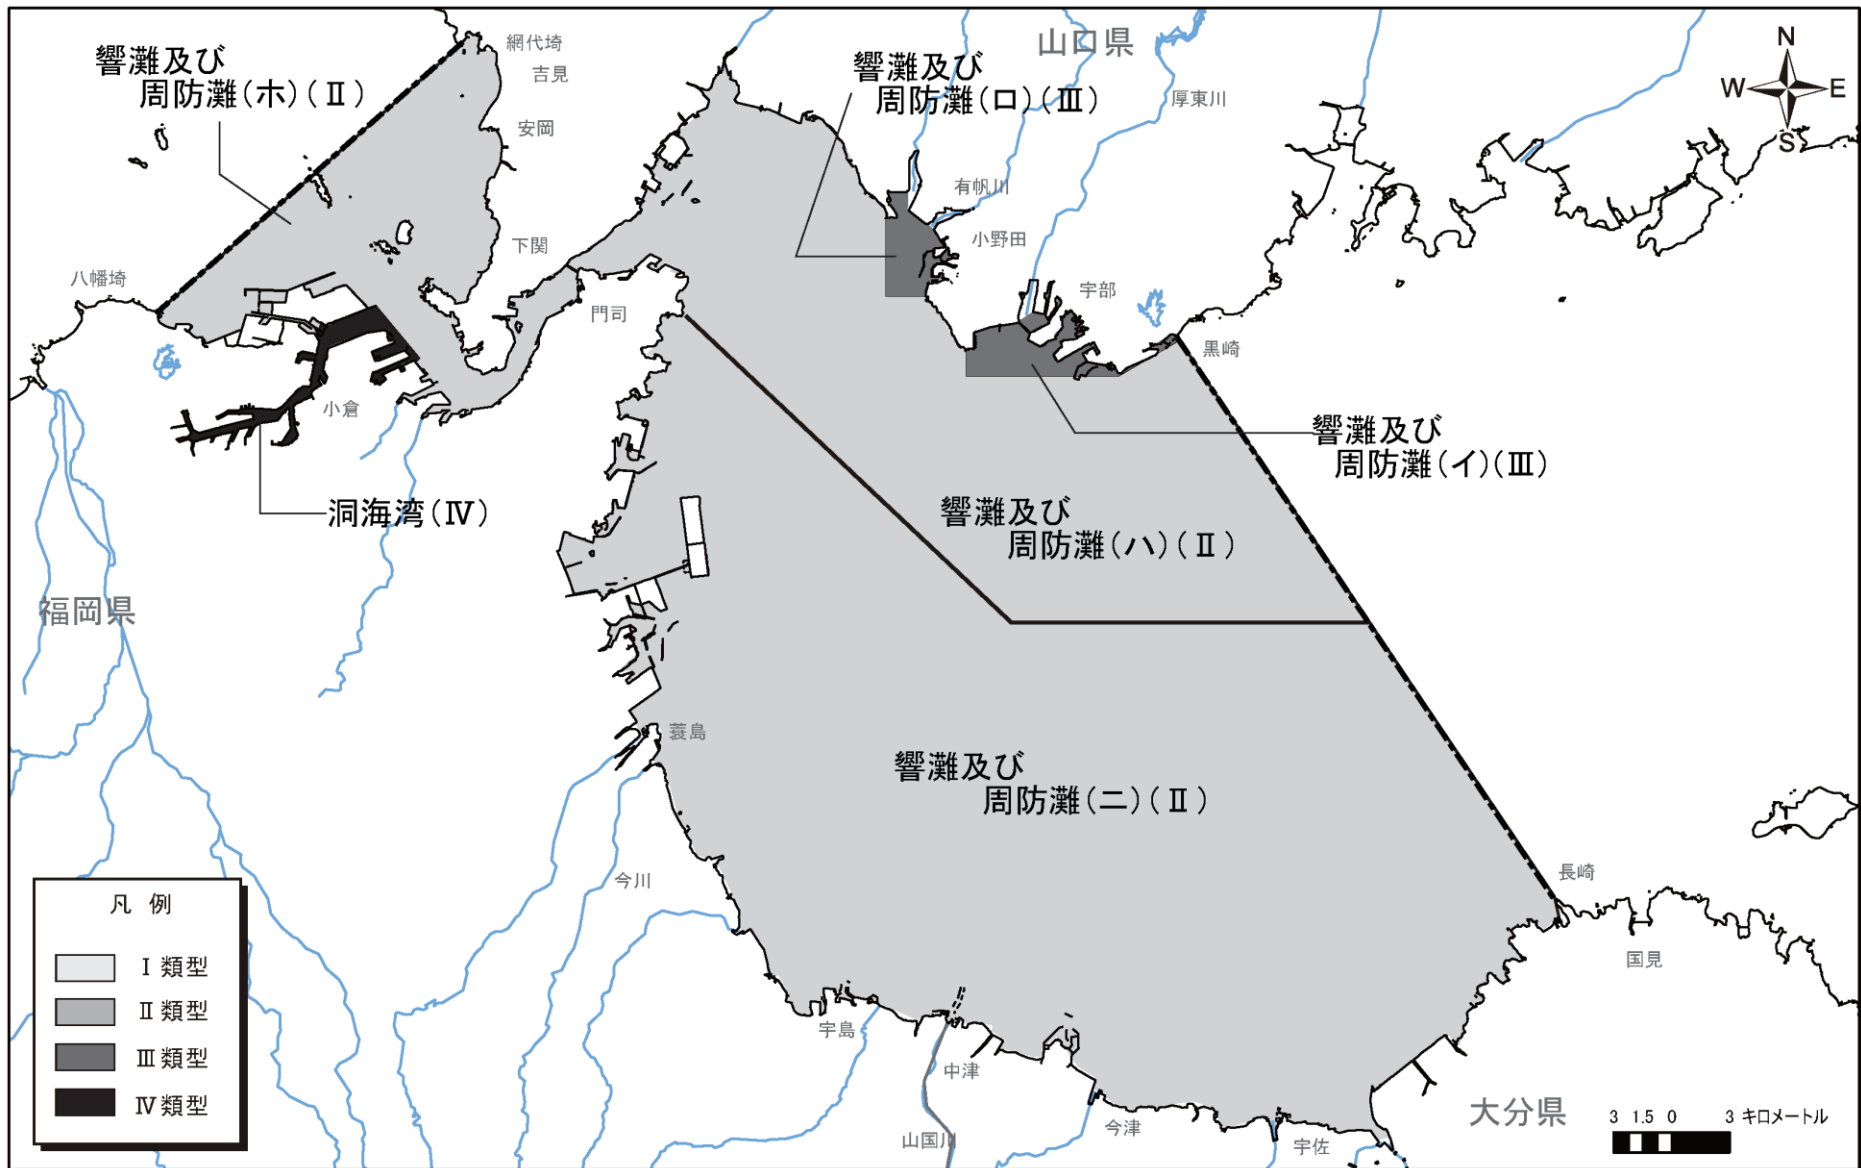 網代埼
吉見
安岡
下関
八幡埼
門司
小倉
響灘及び
周防灘(ホ)(Ⅱ)
洞海湾(Ⅳ)
福岡県
響灘及び
周防灘(ロ)(Ⅲ)
山口県
厚東川
有帆川
小野田
宇部
黒崎
N
W
E
S
響灘及び
周防灘(イ)(Ⅲ)
響灘及び
周防灘(ハ)(Ⅱ)
響灘及び
周防灘(ニ)(Ⅱ)
蓑島
今川
宇島
中津
山国川
今津
宇佐
長崎
国見
大分県
凡 例
Ⅰ 類型
Ⅱ 類型
Ⅲ 類型
Ⅳ 類型
3 1.5 0 3 キロメートル